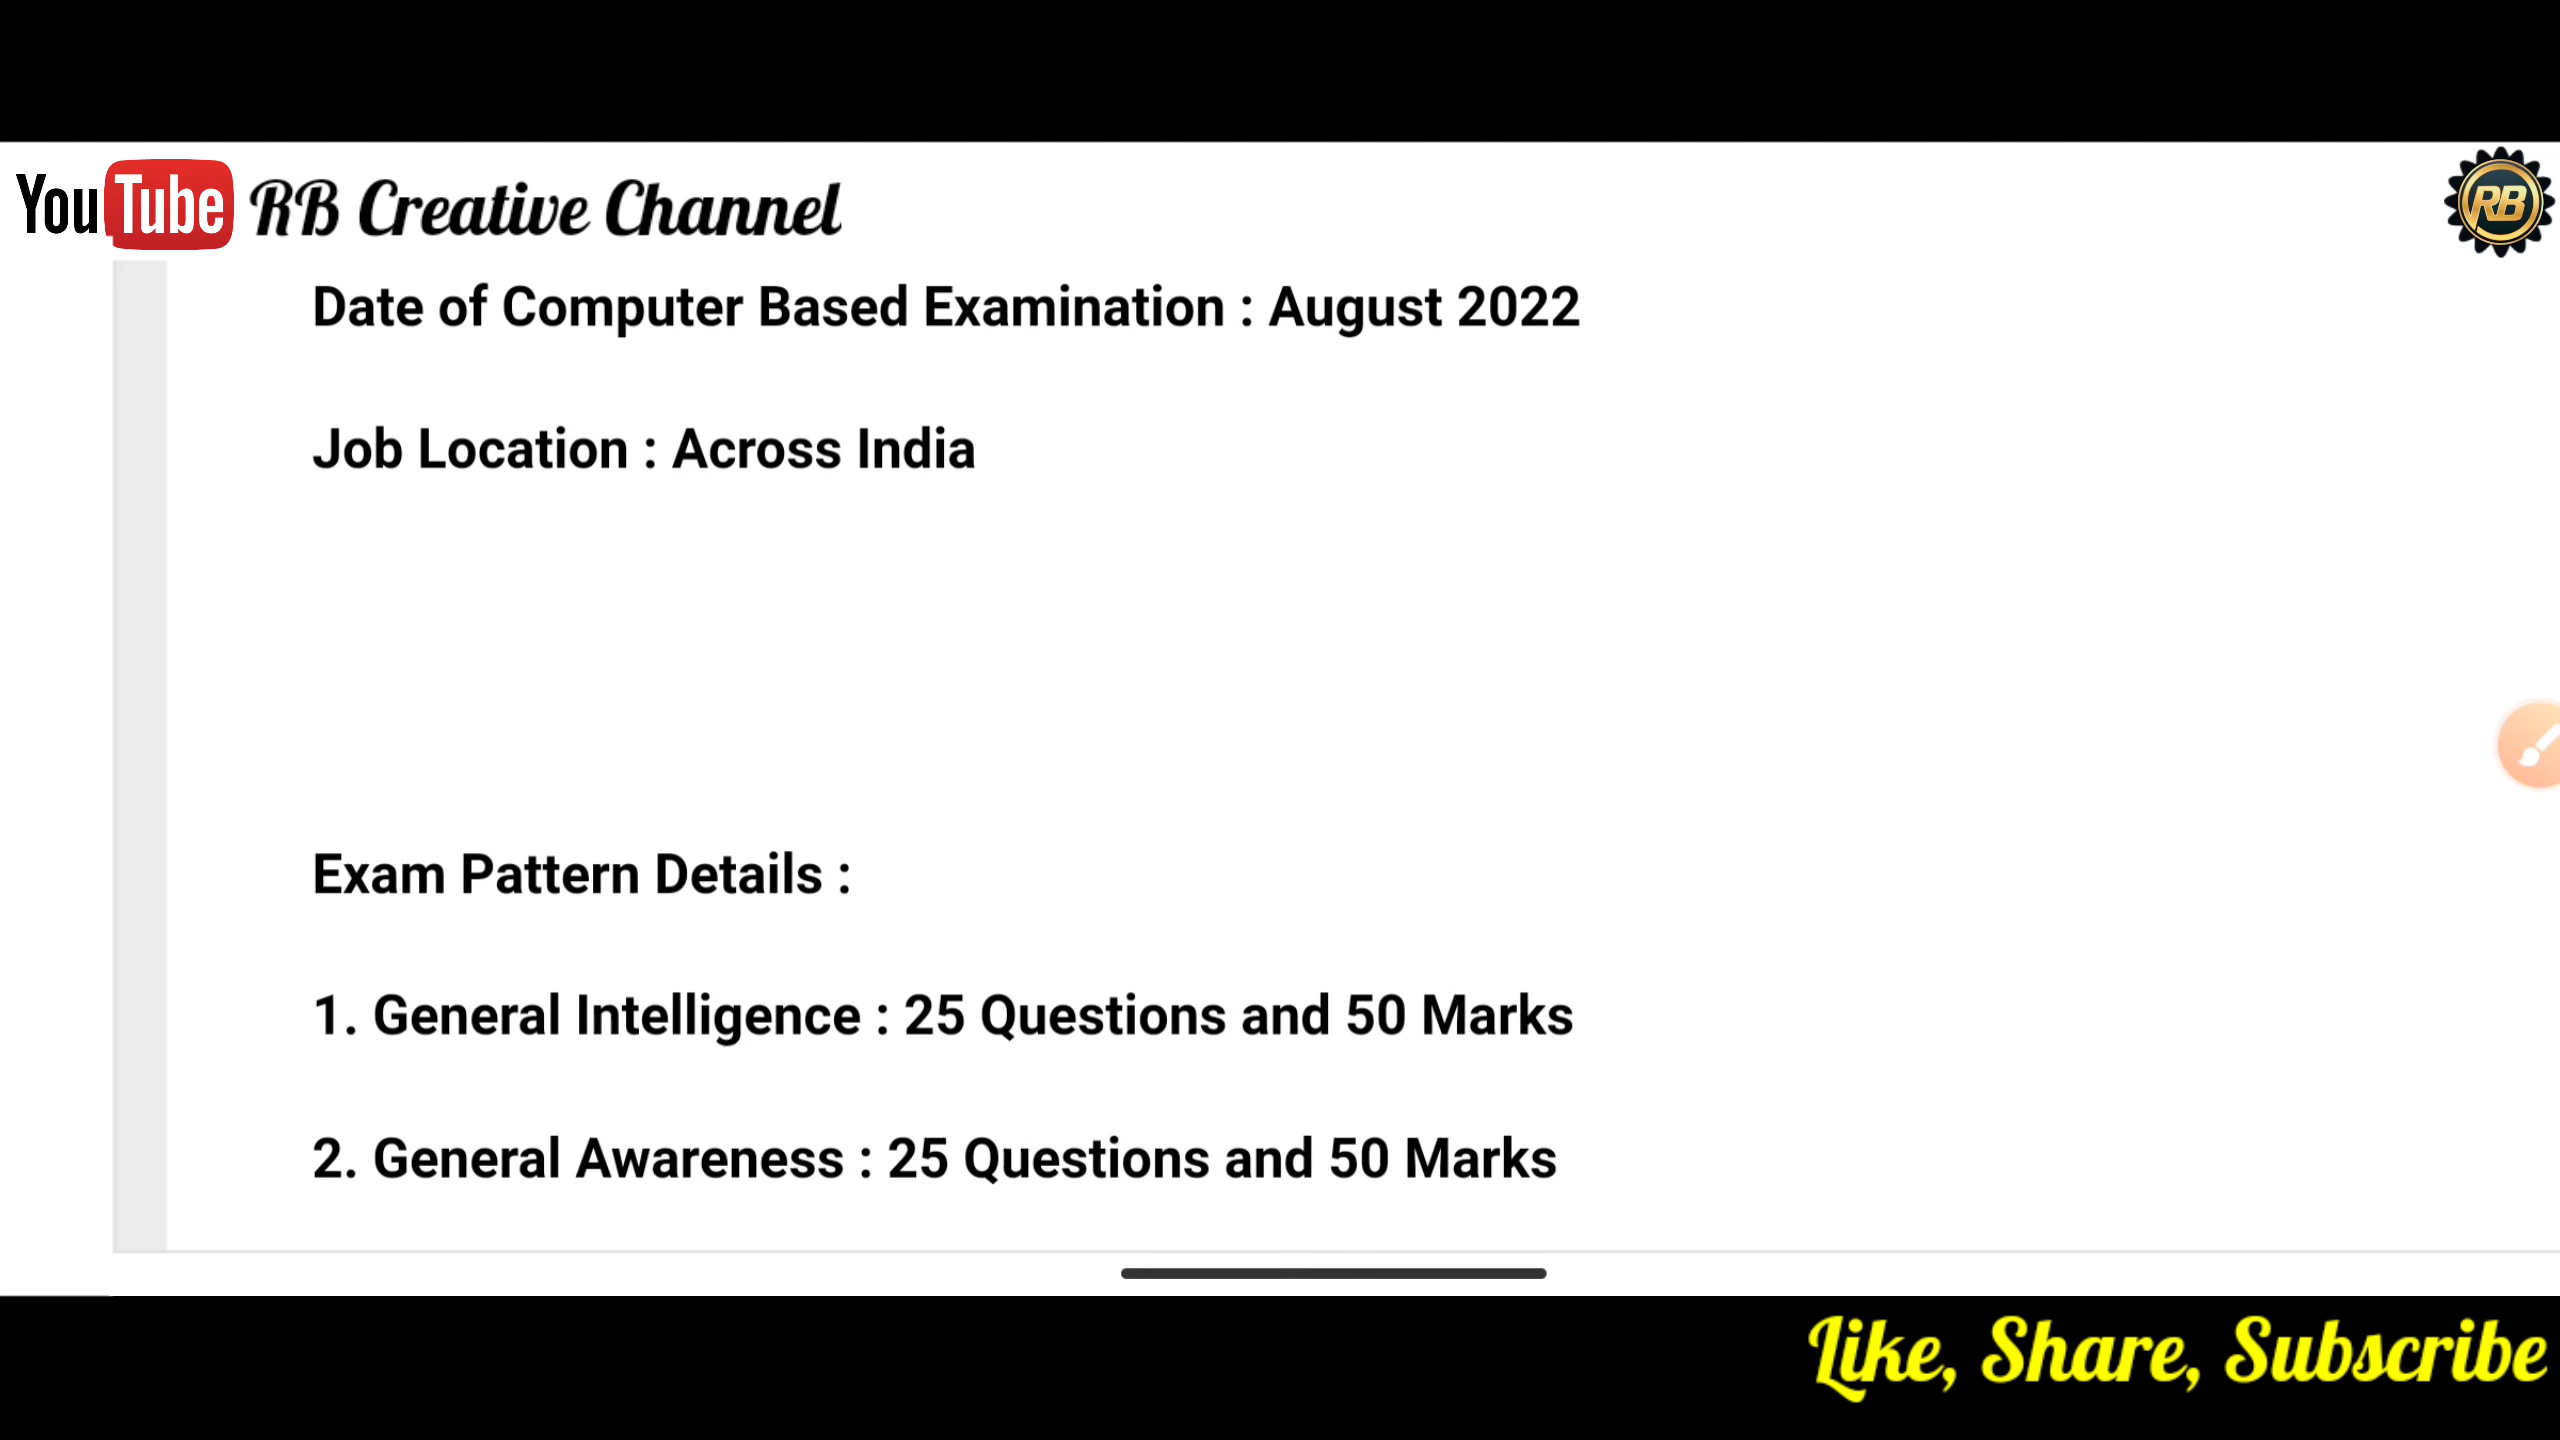 YouTube RB Creative Channel
RB
Date of Computer Based Examination : August 2022
Job Location : Across India
Exam Pattern Details :
1. General Intelligence : 25 Questions and 50 Marks
2. General Awareness : 25 Questions and 50 Marks
Like, Share, Subscribe